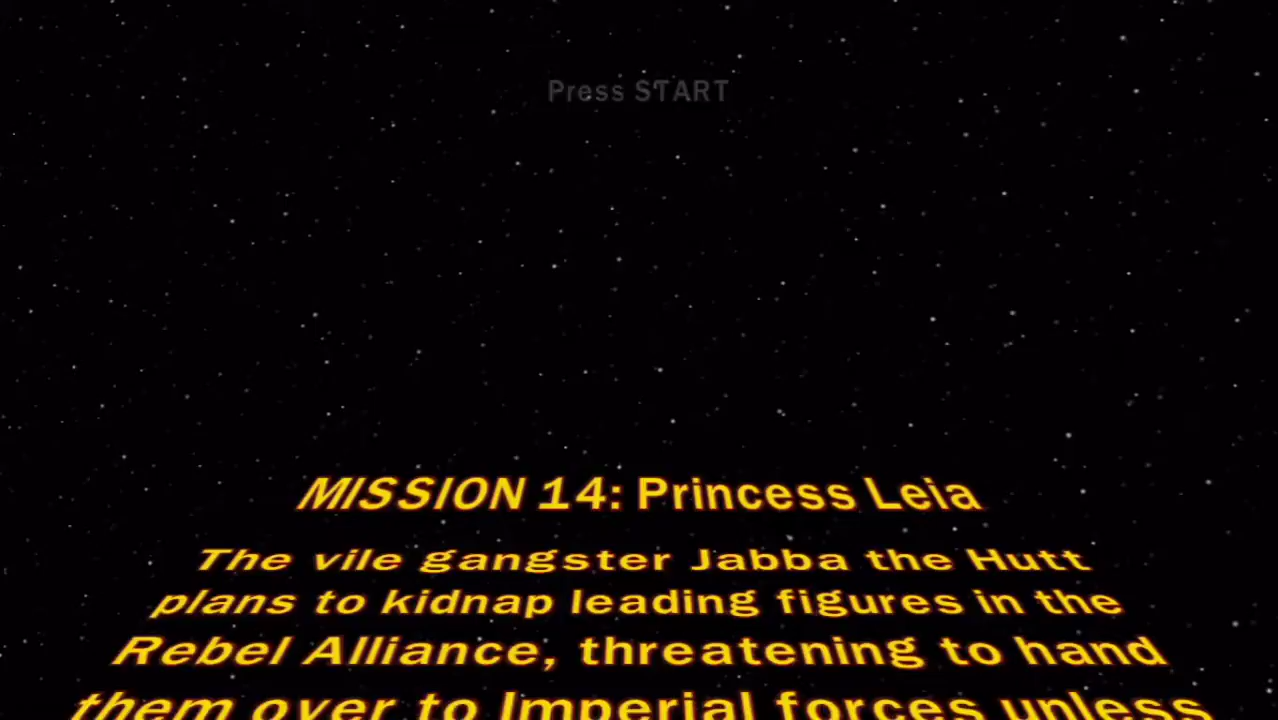 Press START
MISSION 14: Princess Leia
The vile gangster Jabba the Hutt
plans to kidnap leading figures in the
Rebel Alliance, threatening to hand
them over to Imperial forces unless